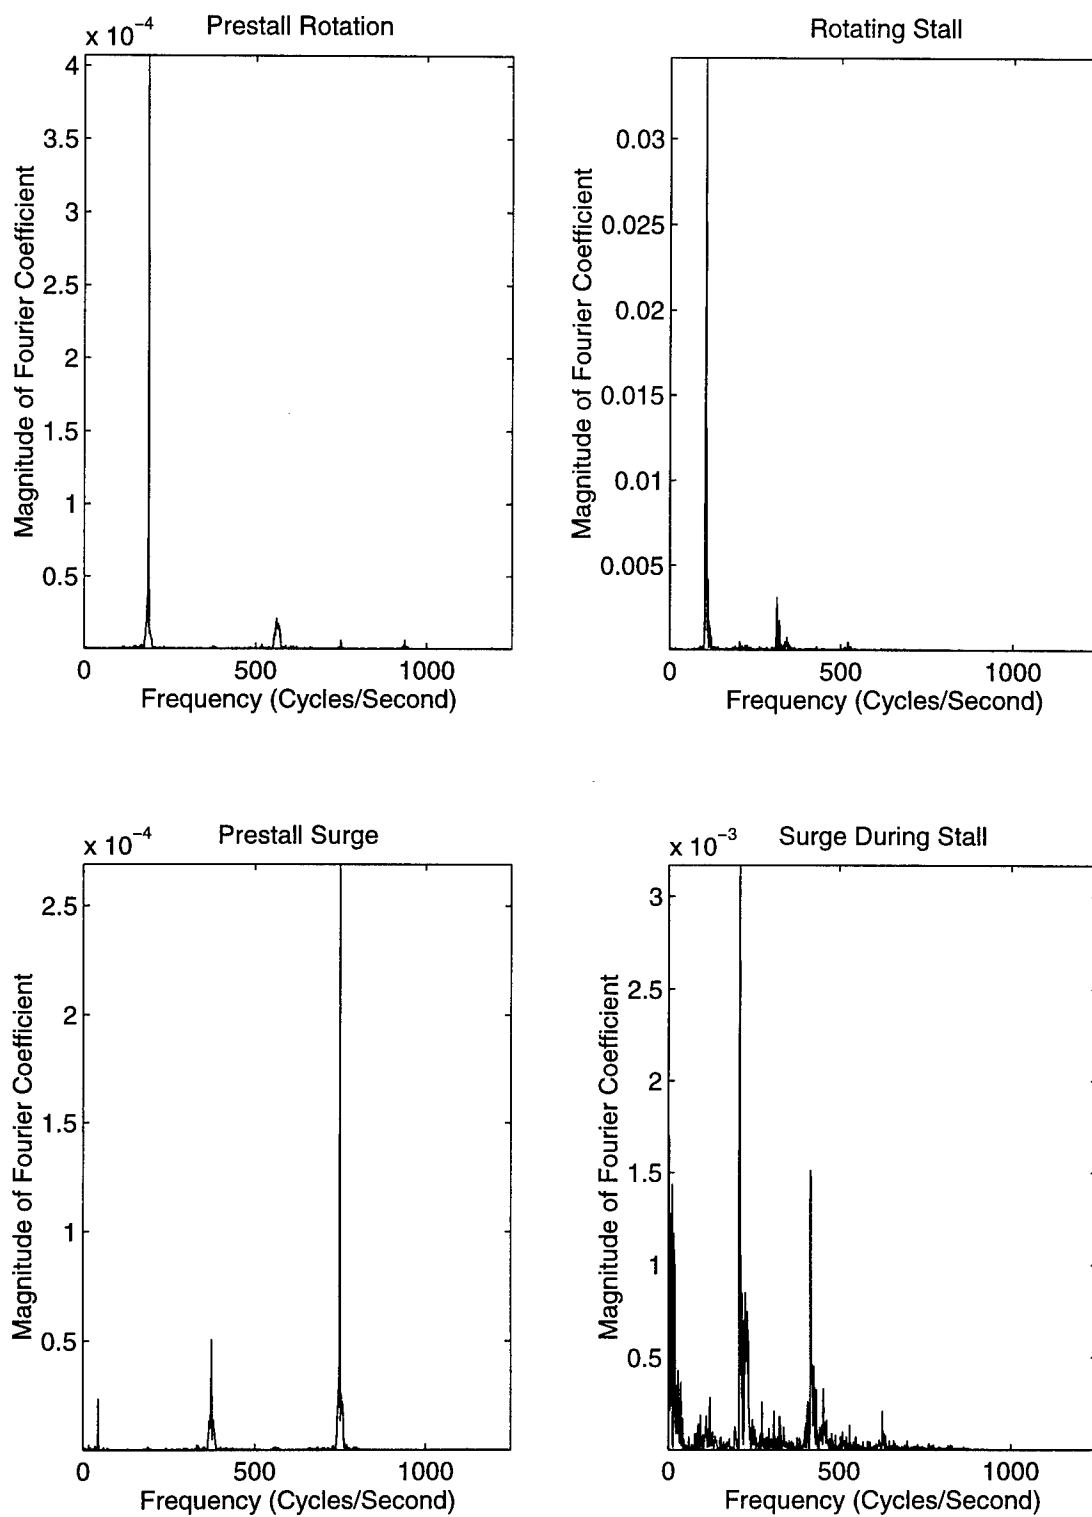 x 10⁻⁴
Prestall Rotation
Magnitude of Fourier Coefficient
4
3.5
3
2.5
2
1.5
1
0.5
0
500
1000
Frequency (Cycles/Second)
Rotating Stall
Magnitude of Fourier Coefficient
0.03
0.025
0.02
0.015
0.01
0.005
0
500
1000
Frequency (Cycles/Second)
x 10⁻⁴
Prestall Surge
Magnitude of Fourier Coefficient
2.5
2
1.5
1
0.5
0
500
1000
Frequency (Cycles/Second)
x 10⁻³
Surge During Stall
Magnitude of Fourier Coefficient
3
2.5
2
1.5
1
0.5
0
500
1000
Frequency (Cycles/Second)